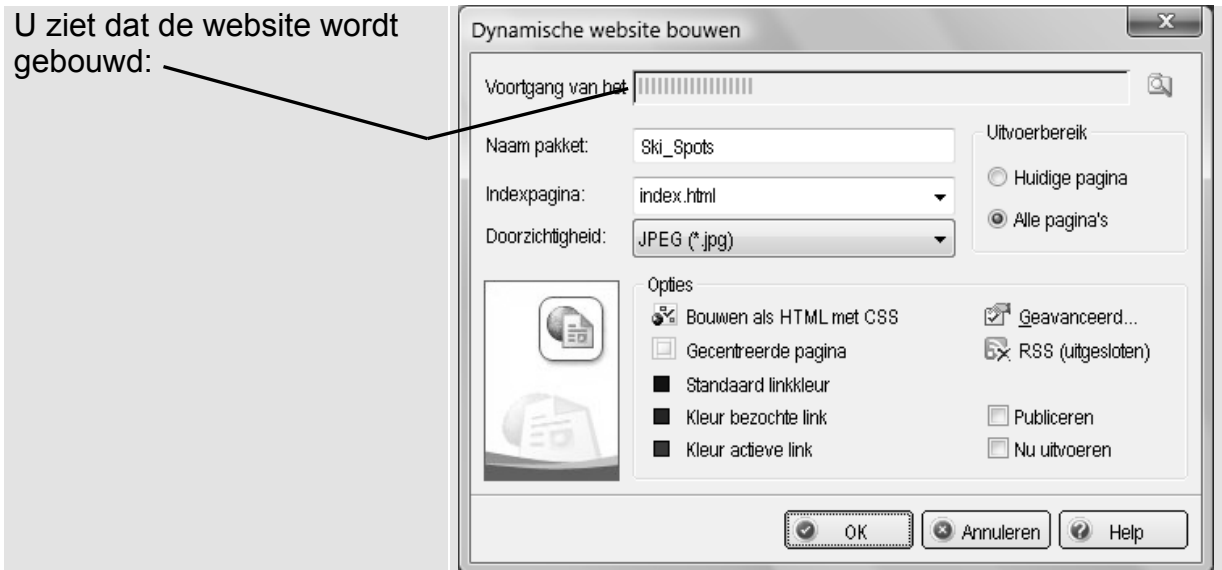 U ziet dat de website wordt
gebouwd:
Dynamische website bouwen
Voortgang van het
Naam pakket:
Ski_Spots
Indexpagina:
index.html
Doorzichtigheid:
JPEG (*.jpg)
Uitvoerbereik
Huidige pagina
Alle pagina's
Opties
Bouwen als HTML met CSS
Geavanceerd...
Gecentreerde pagina
RSS (uitgesloten)
Standaard linkkleur
Kleur bezochte link
Publiceren
Kleur actieve link
Nu uitvoeren
OK
Annuleren
Help